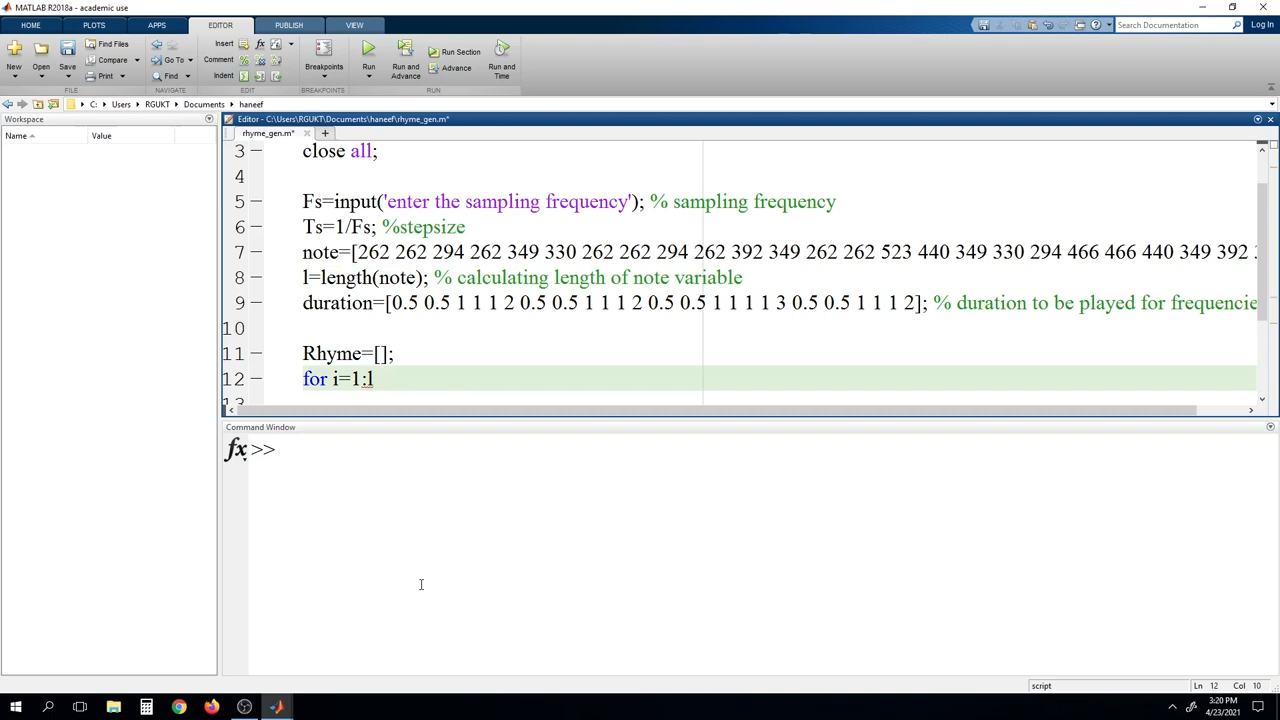 MATLAB R2018a - academic use
HOME PLOTS APPS EDITOR PUBLISH VIEW Search Documentation Log In
New Open Save Find Files Compare Print Go To Find Insert fx Comment Indent Breakpoints Run Run and Advance Run Section Advance Run and Time
FILE NAVIGATE EDIT BREAKPOINTS RUN
C: Users RGUKT Documents haneef
Workspace
Name Value
Editor - C:\Users\RGUKT\Documents\haneef\rhyme_gen.m*
rhyme_gen.m*
3 close all;
4
5 Fs=input('enter the sampling frequency'); % sampling frequency
6 Ts=1/Fs; %stepsize
7 note=[262 262 294 262 349 330 262 262 294 262 392 349 262 262 523 440 349 330 294 466 466 440 349 392
8 l=length(note); % calculating length of note variable
9 duration=[0.5 0.5 1 1 1 2 0.5 0.5 1 1 1 2 0.5 0.5 1 1 1 1 3 0.5 0.5 1 1 1 2]; % duration to be played for frequencie
10
11 Rhyme=[];
12 for i=1:l
13
Command Window
fx >>
script Ln 12 Col 10
3:20 PM
4/23/2021